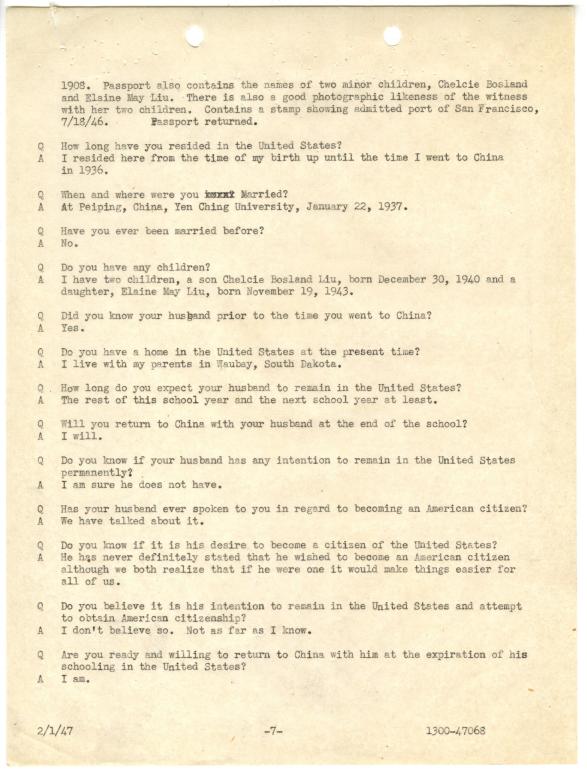 1908. Passport also contains the names of two minor children, Chelcie Bosland
and Elaine May Liu. There is also a good photographic likeness of the witness
with her two children. Contains a stamp showing admitted port of San Francisco,
7/18/46. Passport returned.
Q How long have you resided in the United States?
A I resided here from the time of my birth up until the time I went to China
in 1936.
Q When and where were you Married?
A At Peiping, China, Yen Ching University, January 22, 1937.
Q Have you ever been married before?
A No.
Q Do you have any children?
A I have two children, a son Chelcie Bosland Liu, born December 30, 1940 and a
daughter, Elaine May Liu, born November 19, 1943.
Q Did you know your husband prior to the time you went to China?
A Yes.
Q Do you have a home in the United States at the present time?
A I live with my parents in Waubay, South Dakota.
Q How long do you expect your husband to remain in the United States?
A The rest of this school year and the next school year at least.
Q Will you return to China with your husband at the end of the school?
A I will.
Q Do you know if your husband has any intention to remain in the United States
permanently?
A I am sure he does not have.
Q Has your husband ever spoken to you in regard to becoming an American citizen?
A We have talked about it.
Q Do you know if it is his desire to become a citizen of the United States?
A He has never definitely stated that he wished to become an American citizen
although we both realize that if he were one it would make things easier for
all of us.
Q Do you believe it is his intention to remain in the United States and attempt
to obtain American citizenship?
A I don't believe so. Not as far as I know.
Q Are you ready and willing to return to China with him at the expiration of his
schooling in the United States?
A I am.
2/1/47 -7- 1300-47068